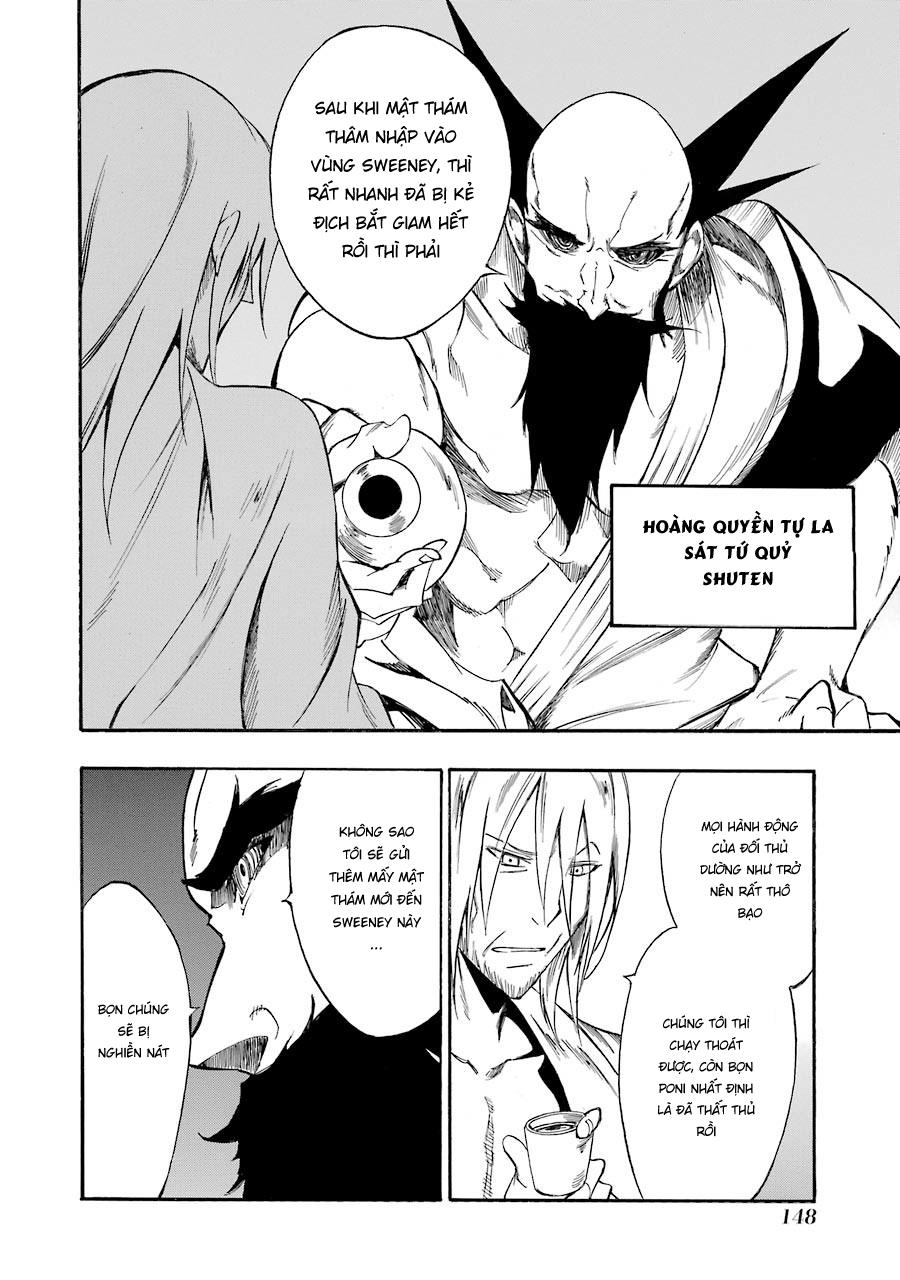 SAU KHI MẬT THÁM
THÂM NHẬP VÀO
VÙNG SWEENEY, THÌ
RẤT NHANH ĐÃ BỊ KẺ
ĐỊCH BẮT GIAM HẾT
RỒI THÌ PHẢI
HOÀNG QUYỀN TỰ LA
SÁT TỨ QUỶ
SHUTEN
MỌI HÀNH ĐỘNG
CỦA ĐỐI THỦ
DƯỜNG NHƯ TRỞ
NÊN RẤT THÔ
BẠO
CHÚNG TÔI THÌ
CHẠY THOÁT
ĐƯỢC, CÒN BỌN
PONI NHẤT ĐỊNH
LÀ ĐÃ THẤT THỦ
RỒI
KHÔNG SAO
TÔI SẼ GỬI
THÊM MẤY MẬT
THÁM MỚI ĐẾN
SWEENEY NÀY
...
BỌN CHÚNG
SẼ BỊ
NGHIỀN NÁT
148